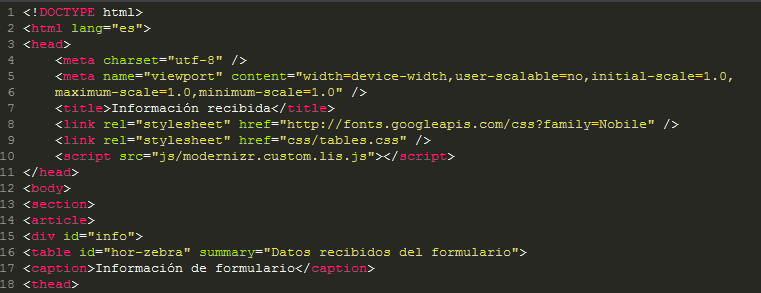 1 <!DOCTYPE html>
2 <html lang="es">
3 <head>
4 <meta charset="utf-8" />
5 <meta name="viewport" content="width=device-width,user-scalable=no,initial-scale=1.0,
6 maximum-scale=1.0,minimum-scale=1.0" />
7 <title>Información recibida</title>
8 <link rel="stylesheet" href="http://fonts.googleapis.com/css?family=Nobile" />
9 <link rel="stylesheet" href="css/tables.css" />
10 <script src="js/modernizr.custom.lis.js"></script>
11 </head>
12 <body>
13 <section>
14 <article>
15 <div id="info">
16 <table id="hor-zebra" summary="Datos recibidos del formulario">
17 <caption>Información de formulario</caption>
18 <thead>